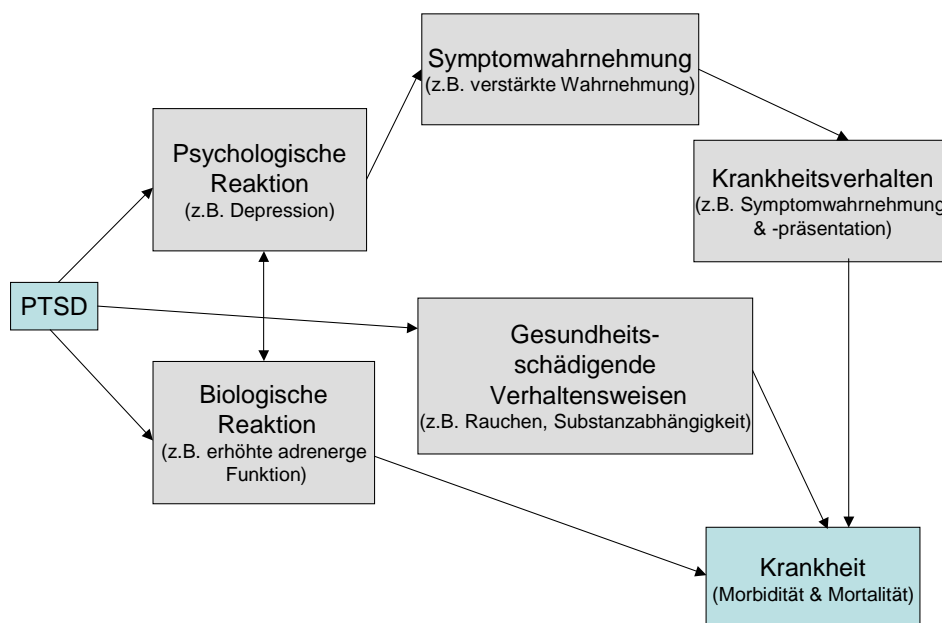 Symptomwahrnehmung
(z.B. verstärkte Wahrnehmung)
Psychologische
Reaktion
(z.B. Depression)
Krankheitsverhalten
(z.B. Symptomwahrnehmung
& -präsentation)
PTSD
Gesundheits-
schädigende
Verhaltensweisen
(z.B. Rauchen, Substanzabhängigkeit)
Biologische
Reaktion
(z.B. erhöhte adrenerge
Funktion)
Krankheit
(Morbidität & Mortalität)